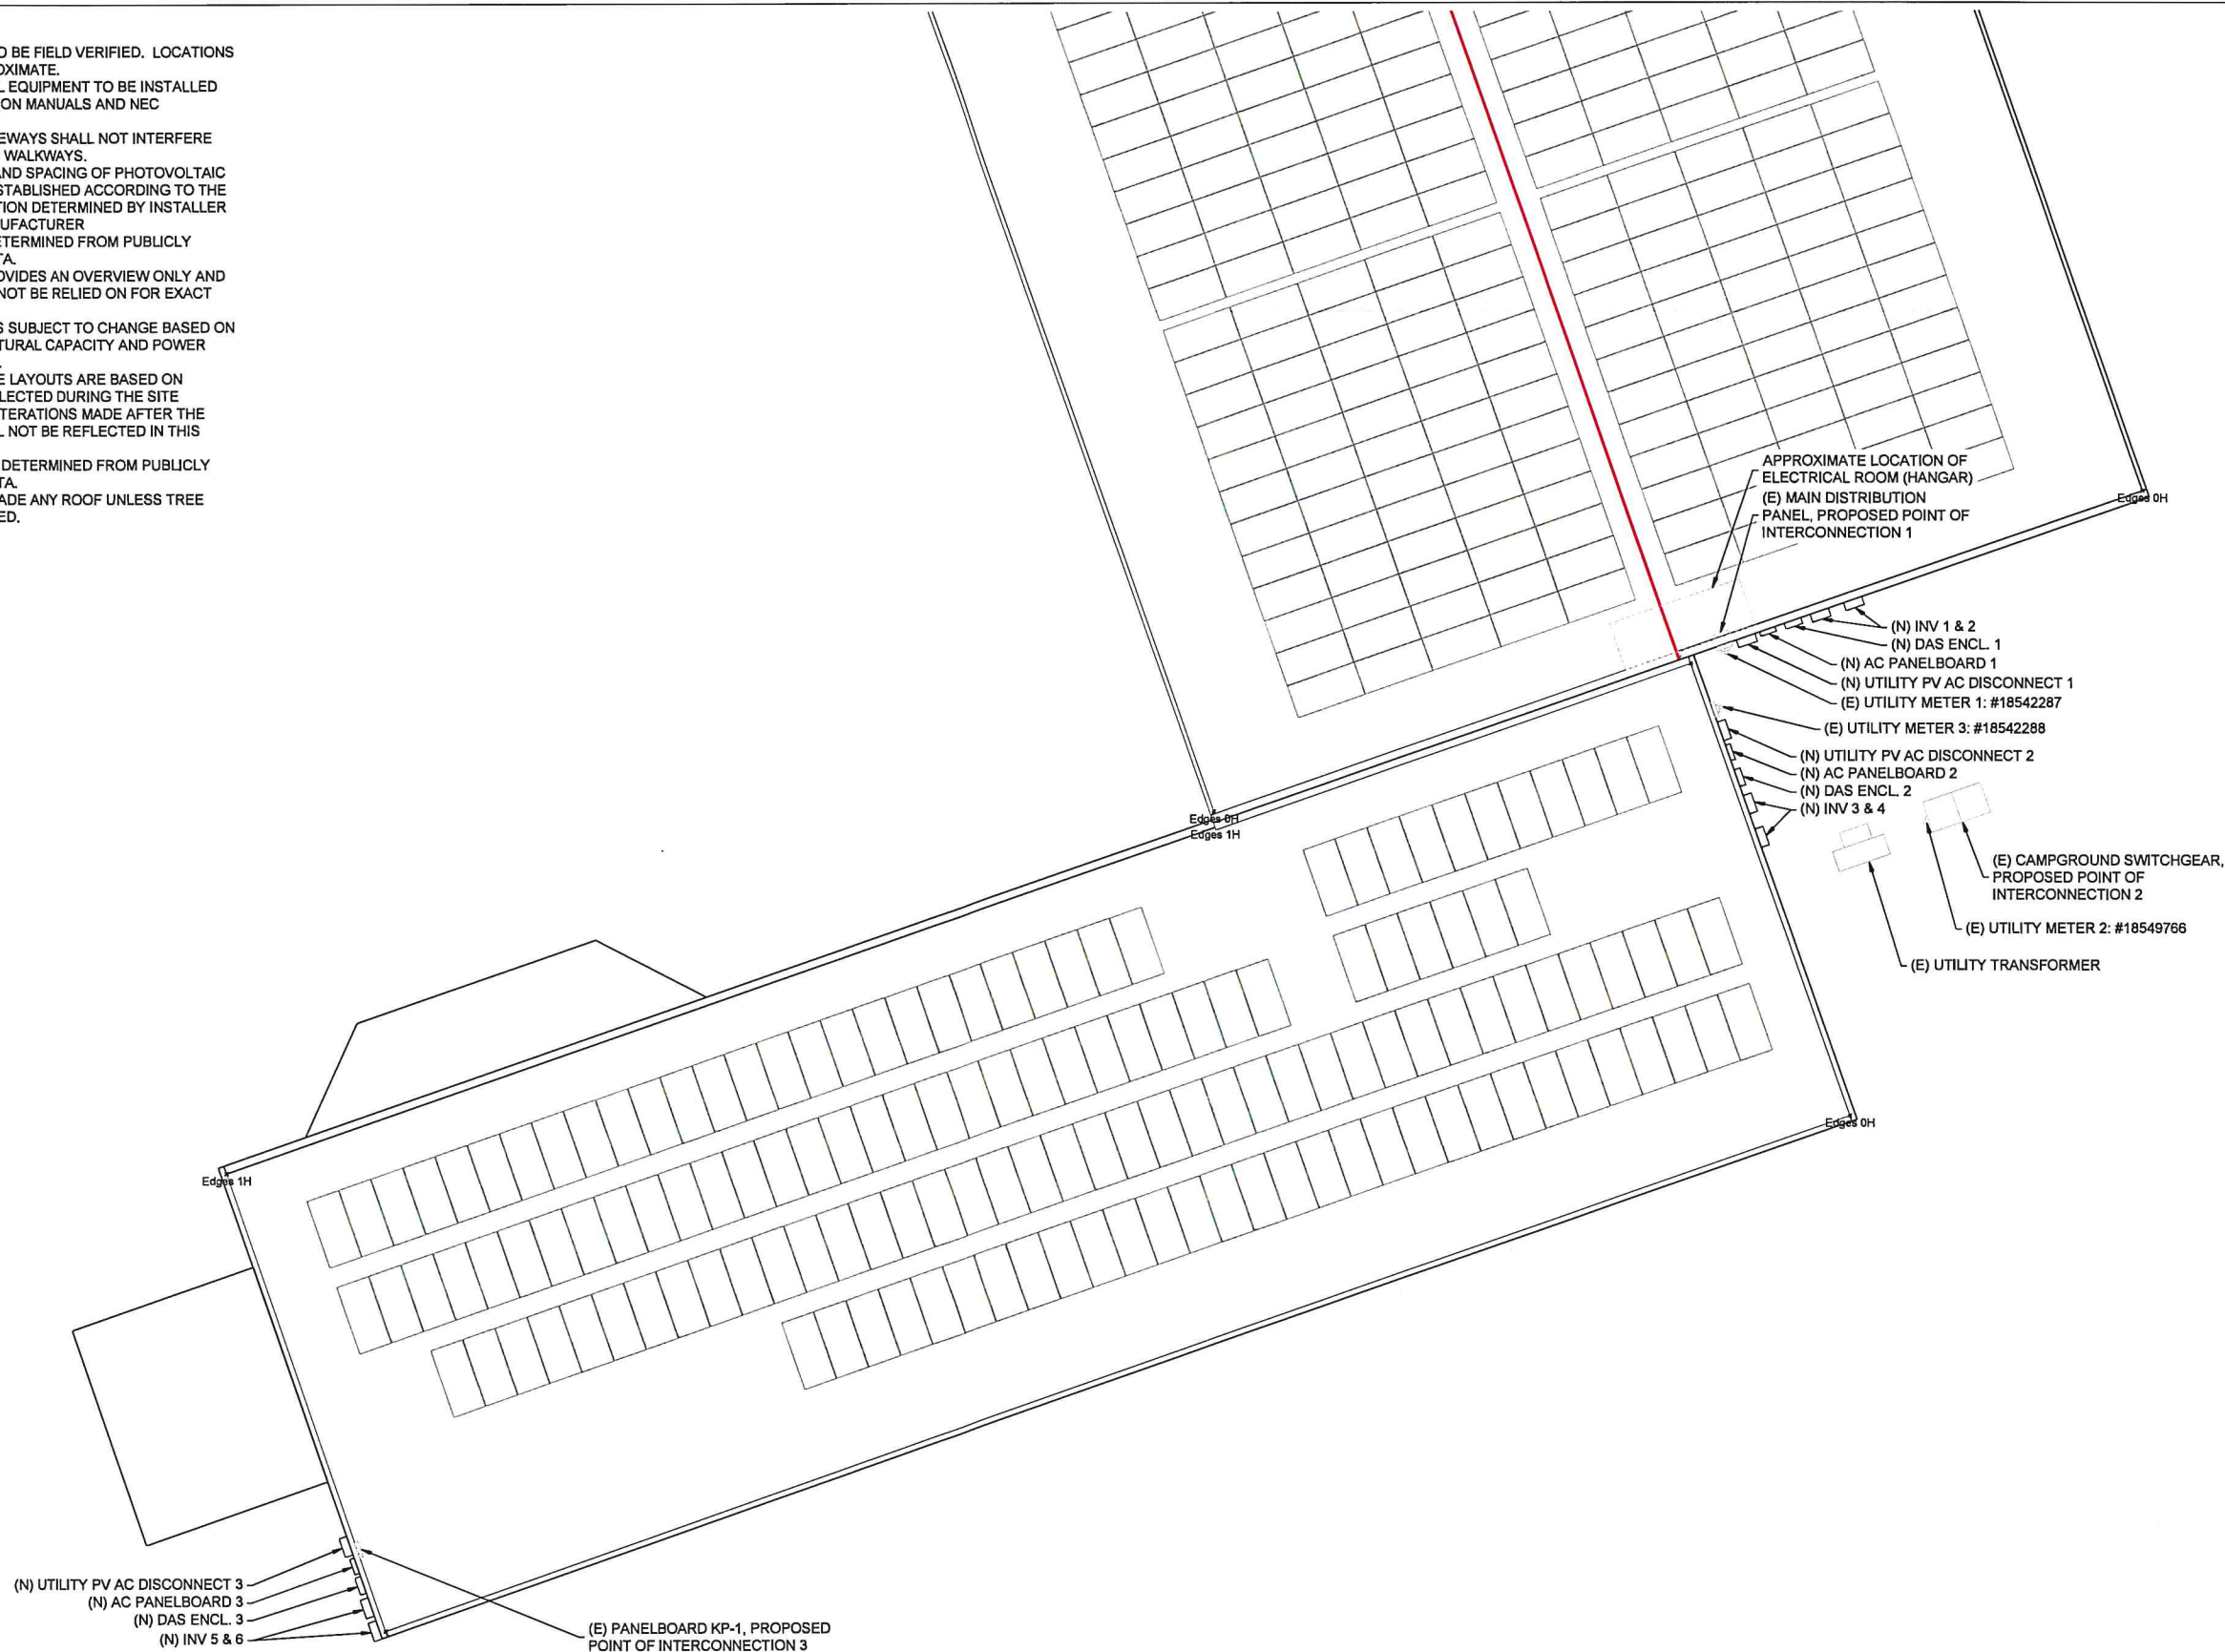 O BE FIELD VERIFIED. LOCATIONS
OXIMATE.
L EQUIPMENT TO BE INSTALLED
ON MANUALS AND NEC
EWAYS SHALL NOT INTERFERE
WALKWAYS.
AND SPACING OF PHOTOVOLTAIC
STABLISHED ACCORDING TO THE
TION DETERMINED BY INSTALLER
UFACTURER
ETERMINED FROM PUBLICLY
TA.
OVIDES AN OVERVIEW ONLY AND
NOT BE RELIED ON FOR EXACT
S SUBJECT TO CHANGE BASED ON
TURAL CAPACITY AND POWER
E LAYOUTS ARE BASED ON
LECTED DURING THE SITE
TERATIONS MADE AFTER THE
L NOT BE REFLECTED IN THIS
DETERMINED FROM PUBLICLY
TA.
ADE ANY ROOF UNLESS TREE
ED.
APPROXIMATE LOCATION OF
ELECTRICAL ROOM (HANGAR)
(E) MAIN DISTRIBUTION
PANEL, PROPOSED POINT OF
INTERCONNECTION 1
Edges 0H
(N) INV 1 & 2
(N) DAS ENCL. 1
(N) AC PANELBOARD 1
(N) UTILITY PV AC DISCONNECT 1
(E) UTILITY METER 1: #18542287
(E) UTILITY METER 3: #18542288
(N) UTILITY PV AC DISCONNECT 2
(N) AC PANELBOARD 2
(N) DAS ENCL. 2
(N) INV 3 & 4
Edges 0H
Edges 1H
(E) CAMPGROUND SWITCHGEAR,
PROPOSED POINT OF
INTERCONNECTION 2
(E) UTILITY METER 2: #18549766
(E) UTILITY TRANSFORMER
Edges 0H
Edges 1H
(N) UTILITY PV AC DISCONNECT 3
(N) AC PANELBOARD 3
(N) DAS ENCL. 3
(N) INV 5 & 6
(E) PANELBOARD KP-1, PROPOSED
POINT OF INTERCONNECTION 3